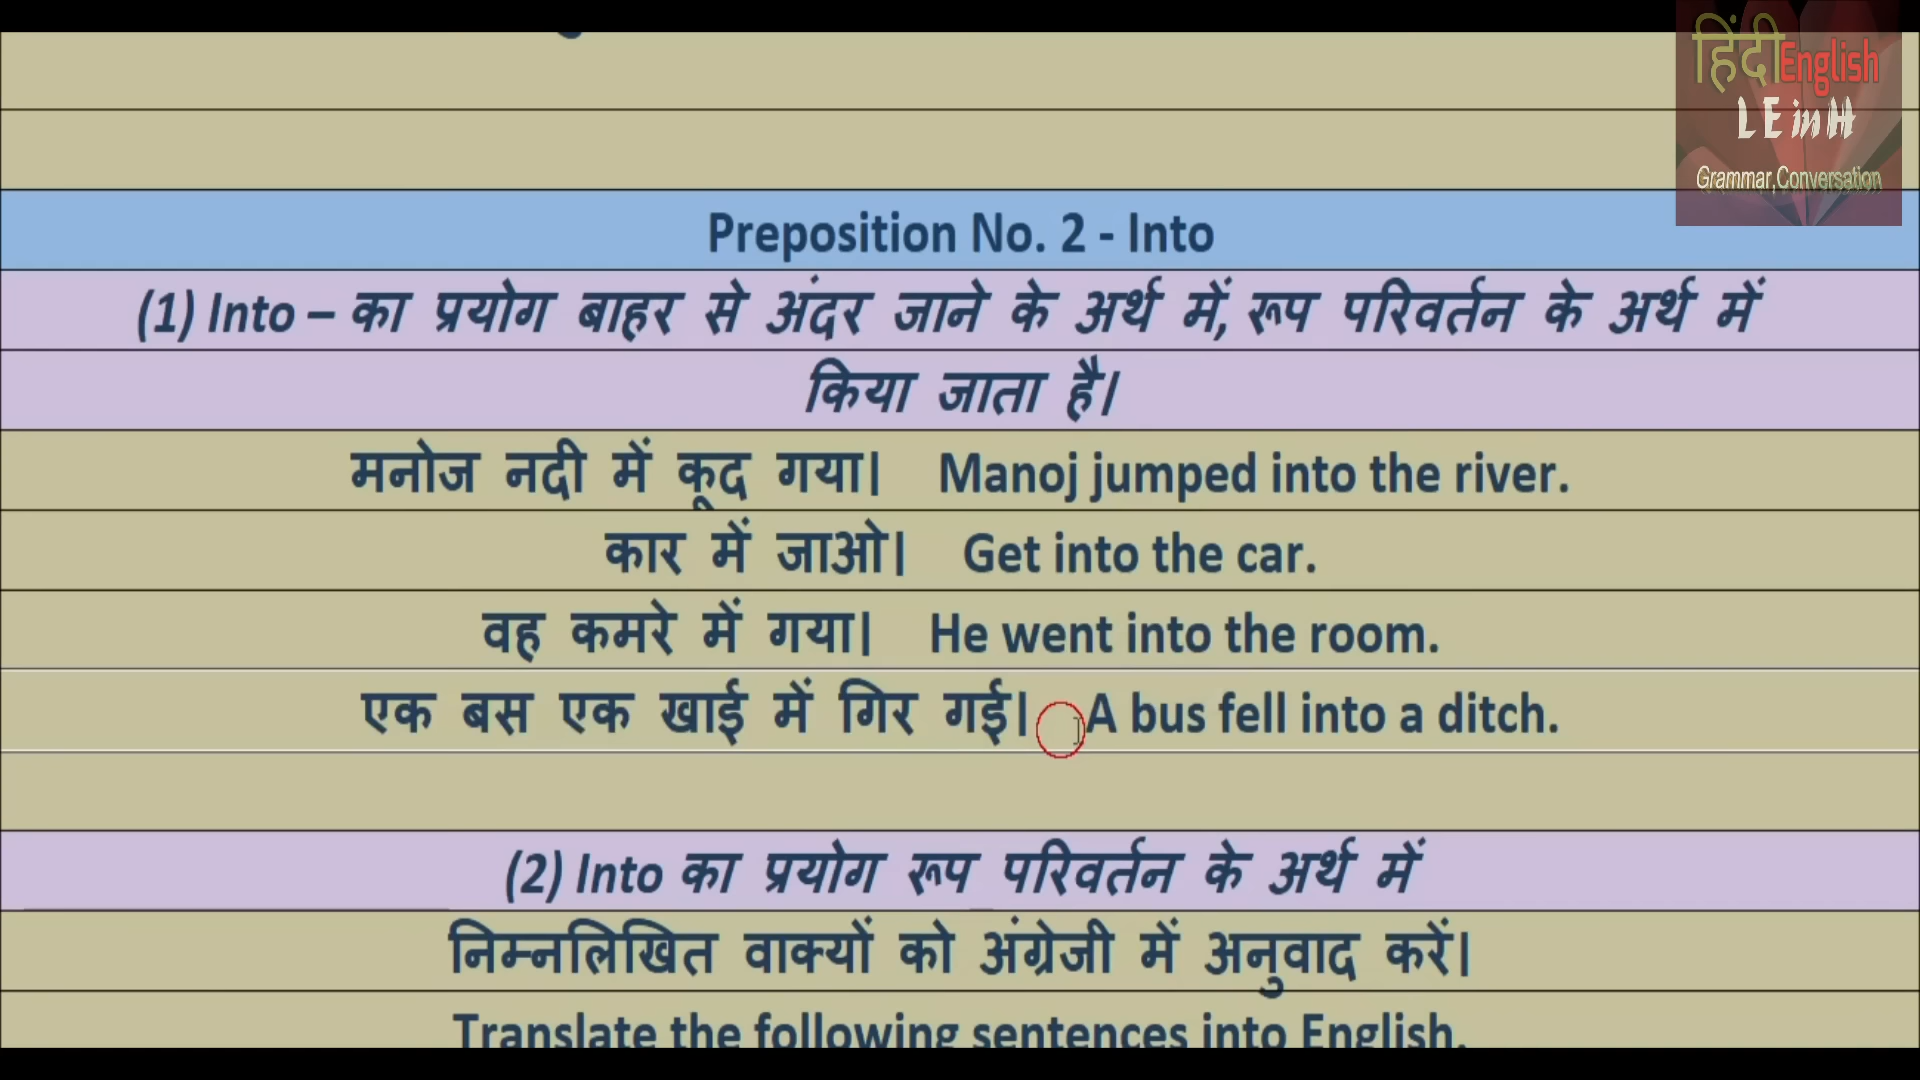 हिंदी English
L E in H
Grammar,Conversation
Preposition No. 2 - Into
(1) Into – का प्रयोग बाहर से अंदर जाने के अर्थ में, रूप परिवर्तन के अर्थ में
किया जाता है।
मनोज नदी में कूद गया। Manoj jumped into the river.
कार में जाओ। Get into the car.
वह कमरे में गया। He went into the room.
एक बस एक खाई में गिर गई। A bus fell into a ditch.
(2) Into का प्रयोग रूप परिवर्तन के अर्थ में
निम्नलिखित वाक्यों को अंग्रेजी में अनुवाद करें।
Translate the following sentences into English.